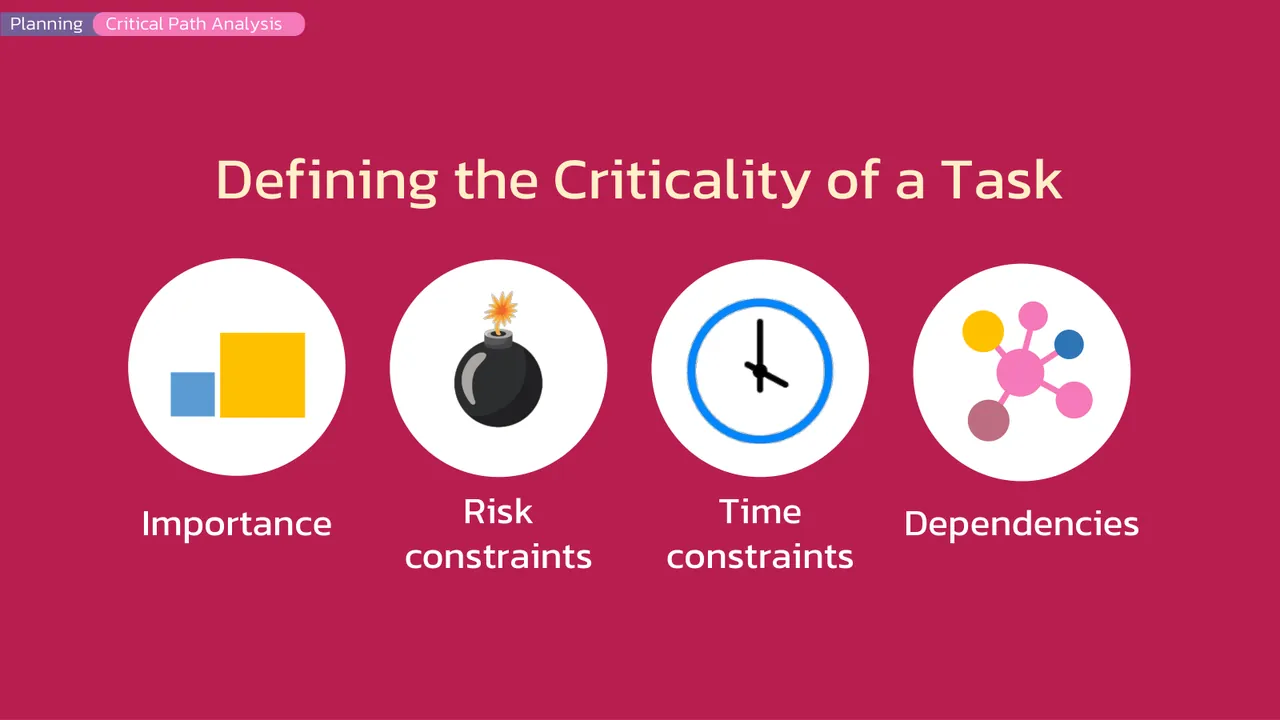 Planning
Critical Path Analysis
Defining the Criticality of a Task
Importance
Risk
constraints
Time
constraints
Dependencies